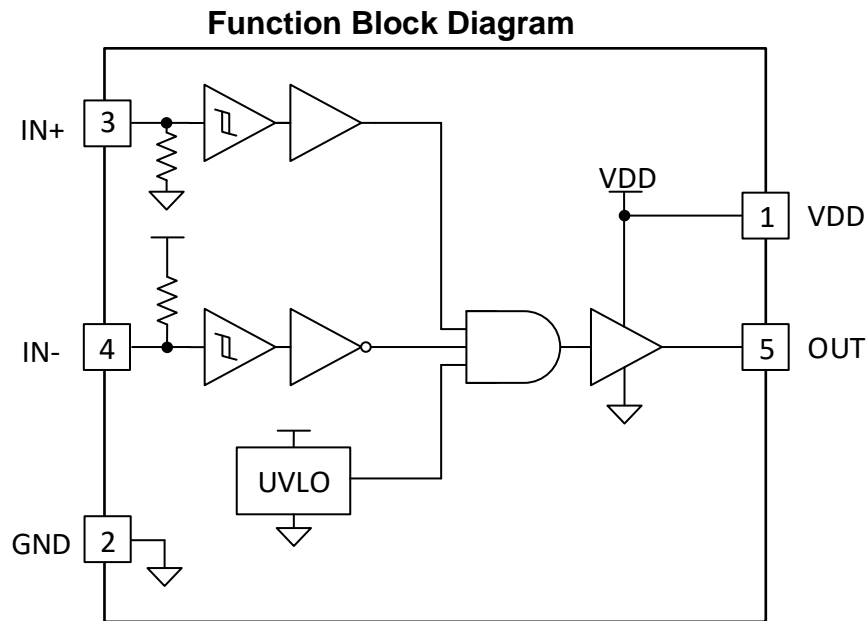 Function Block Diagram
IN+
3
VDD
1
VDD
IN-
4
5
OUT
UVLO
GND
2